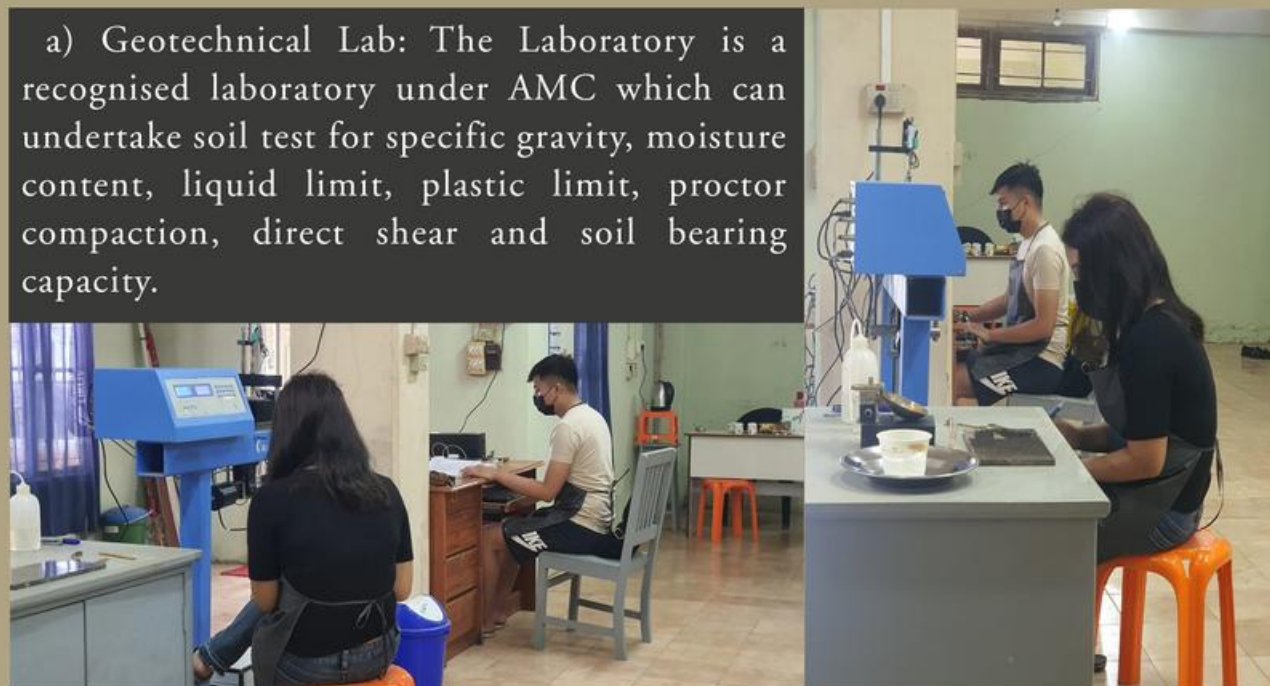 a) Geotechnical Lab: The Laboratory is a
recognised laboratory under AMC which can
undertake soil test for specific gravity, moisture
content, liquid limit, plastic limit, proctor
compaction, direct shear and soil bearing
capacity.